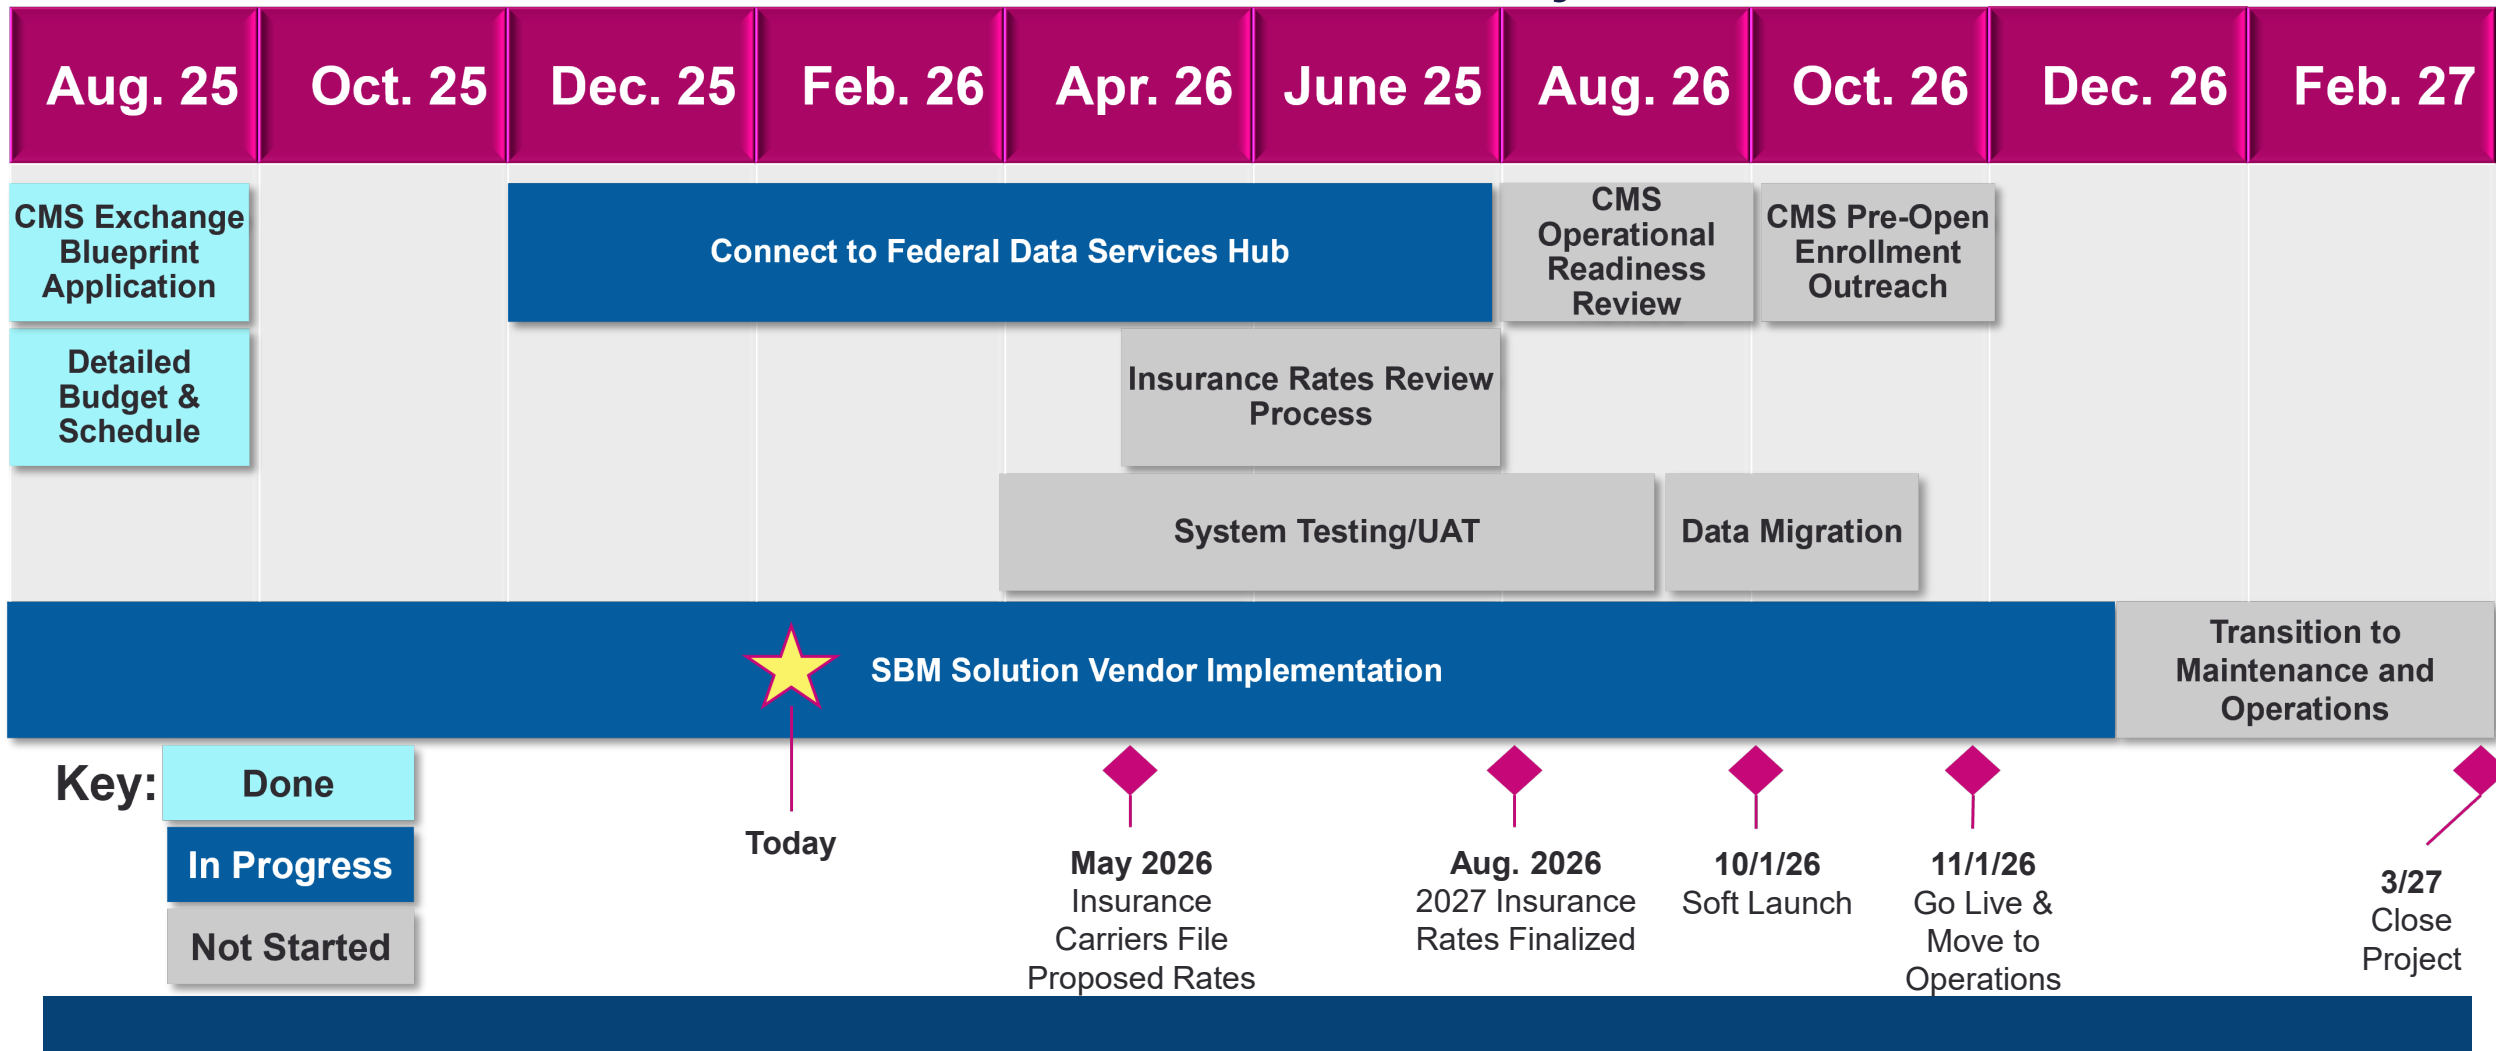 Aug. 25
Oct. 25
Dec. 25
Feb. 26
Apr. 26
June 25
Aug. 26
Oct. 26
Dec. 26
Feb. 27
CMS Exchange
Blueprint
Application
Connect to Federal Data Services Hub
CMS
Operational
Readiness
Review
CMS Pre-Open
Enrollment
Outreach
Detailed
Budget &
Schedule
Insurance Rates Review
Process
System Testing/UAT
Data Migration
SBM Solution Vendor Implementation
Transition to
Maintenance and
Operations
Key:
Done
In Progress
Not Started
Today
May 2026
Insurance
Carriers File
Proposed Rates
Aug. 2026
2027 Insurance
Rates Finalized
10/1/26
Soft Launch
11/1/26
Go Live &
Move to
Operations
3/27
Close
Project